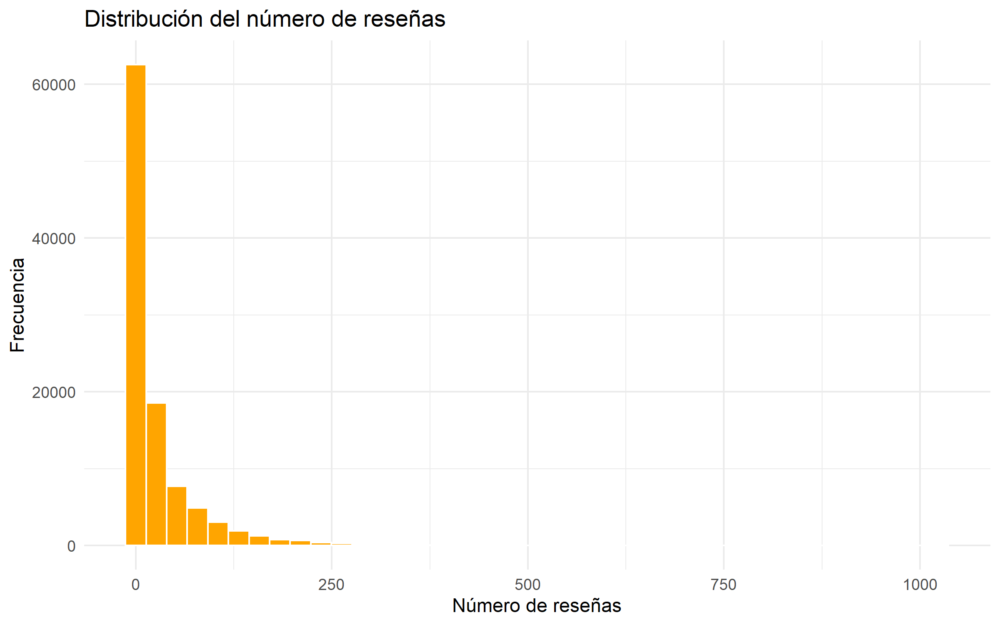 Distribución del número de reseñas
60000
40000
20000
0
Frecuencia
0 250 500 750 1000
Número de reseñas